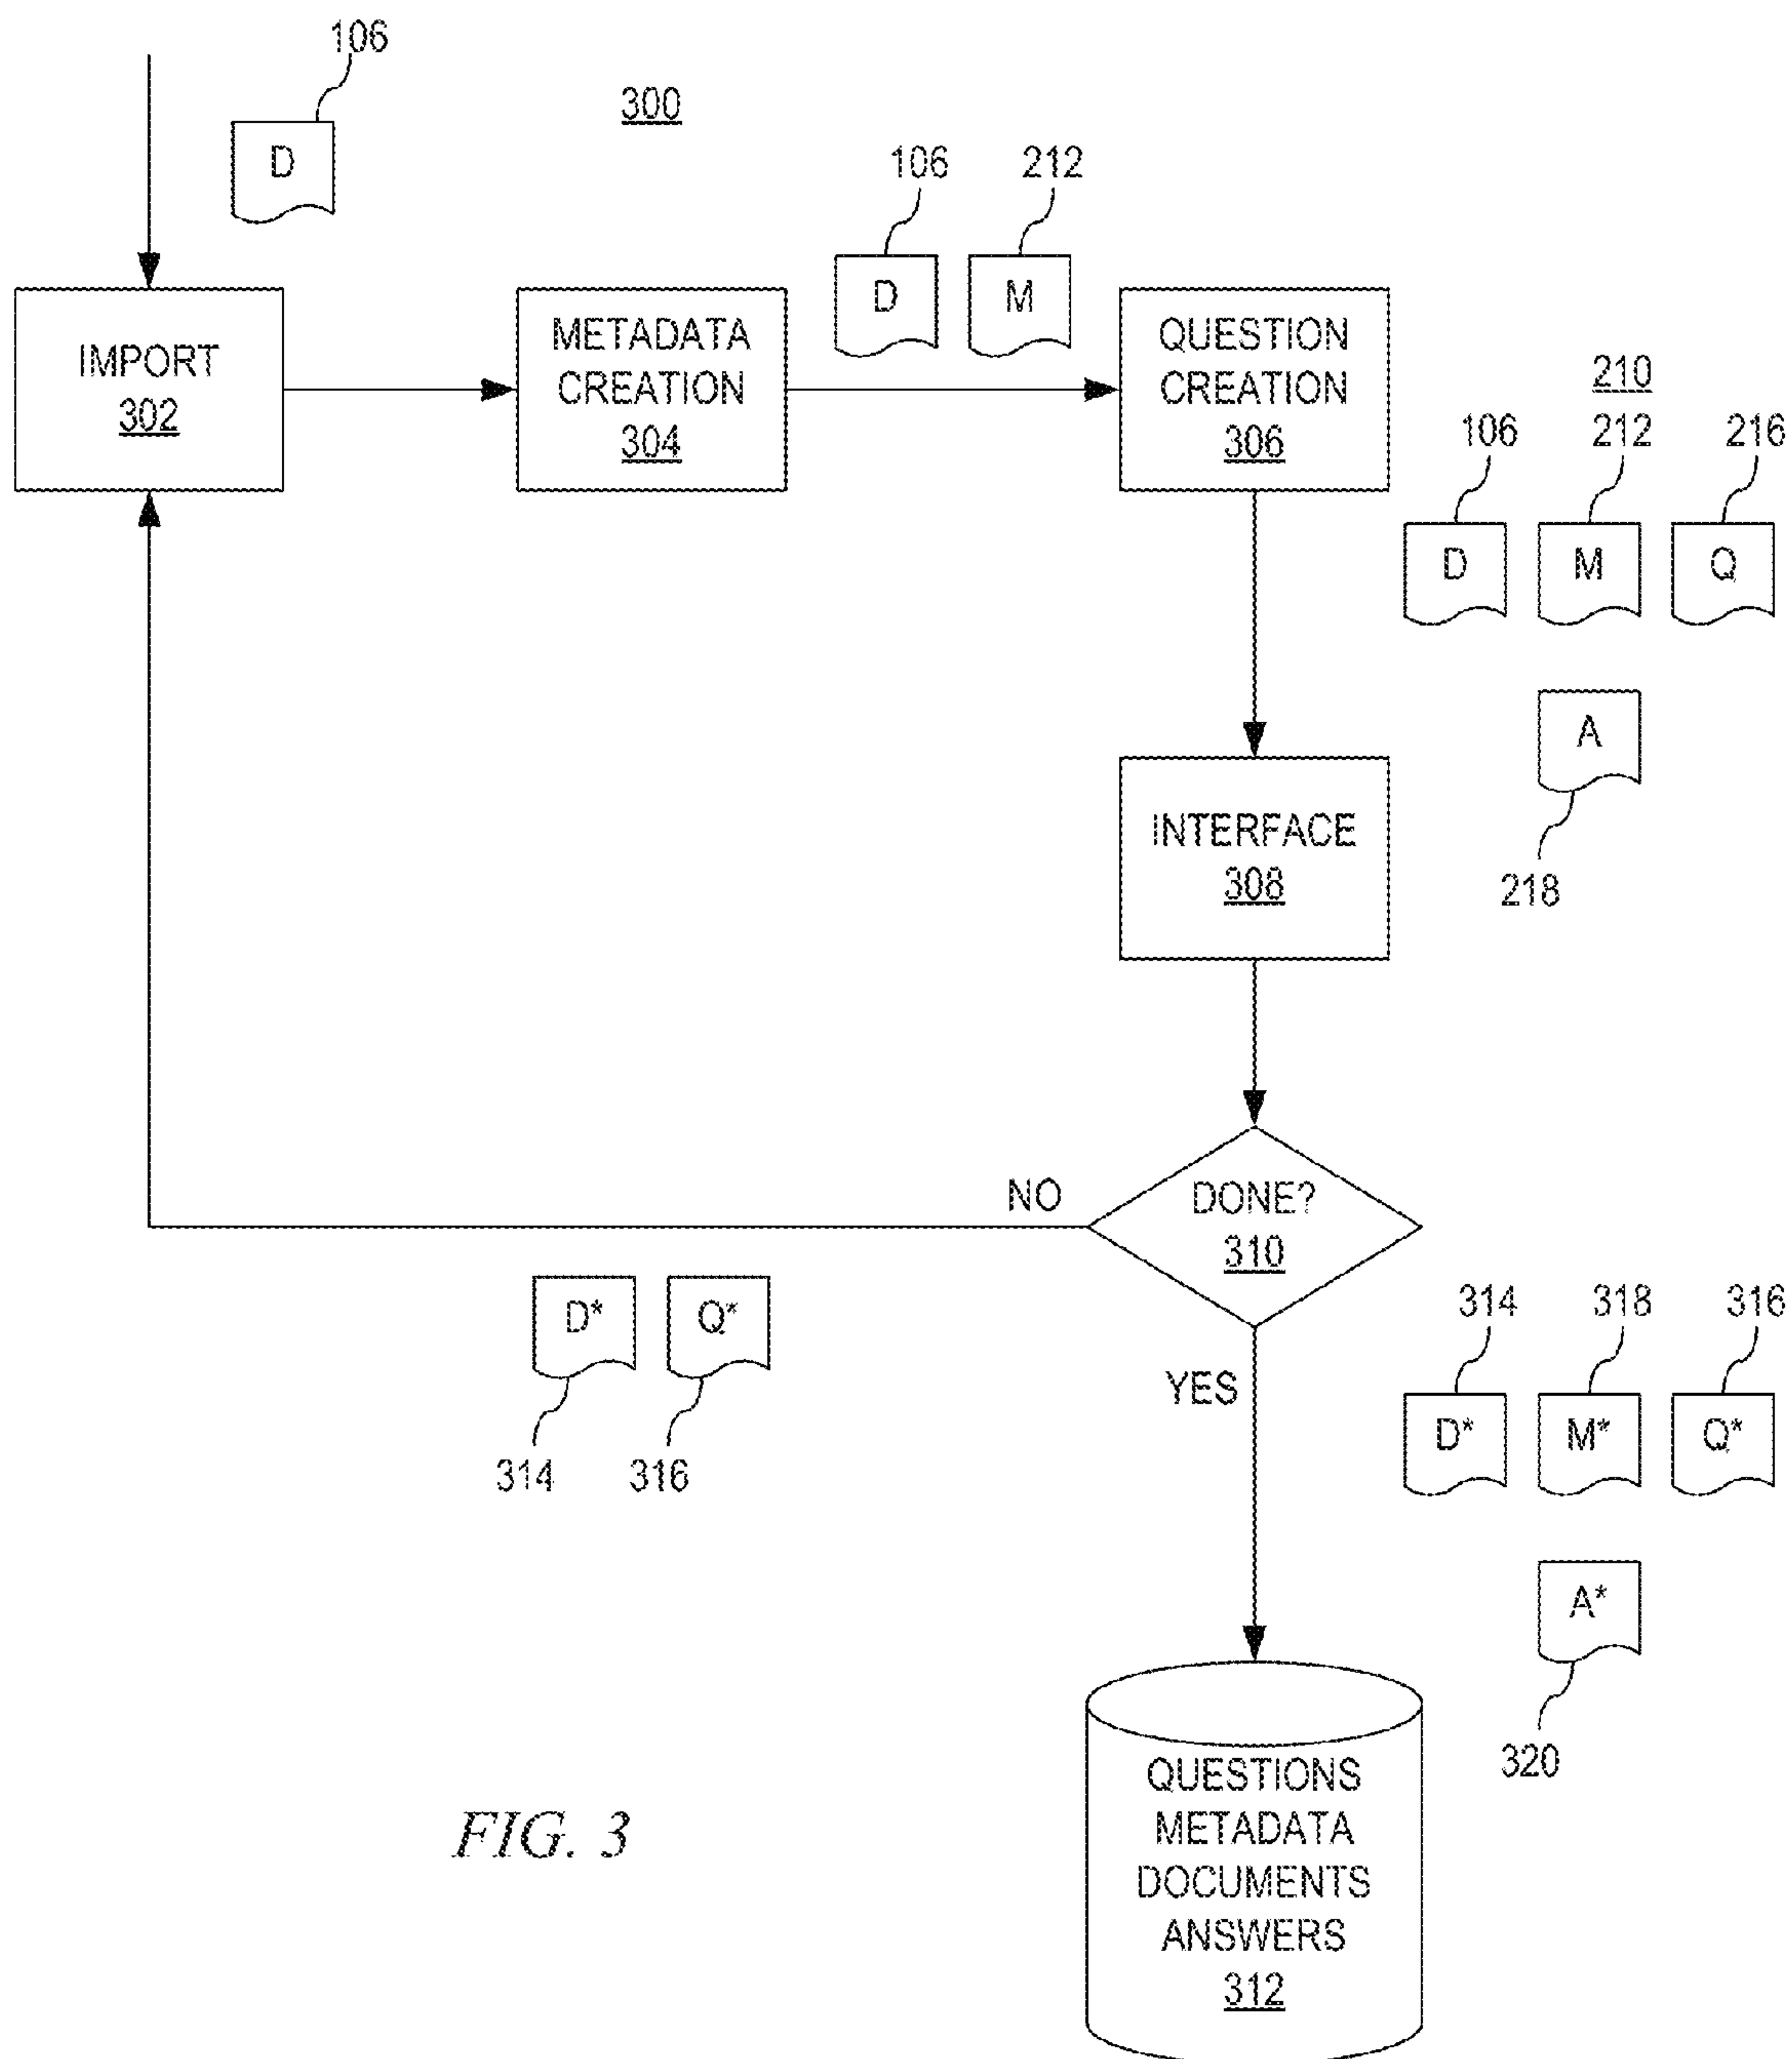 106
300
D
106 212
D M
IMPORT
302
METADATA
CREATION
304
QUESTION
CREATION
306
210
106 212 216
D M Q
A
218
INTERFACE
308
DONE?
310
NO
D* Q*
314 316
YES
314 318 316
D* M* Q*
A*
320
QUESTIONS
METADATA
DOCUMENTS
ANSWERS
312
FIG. 3